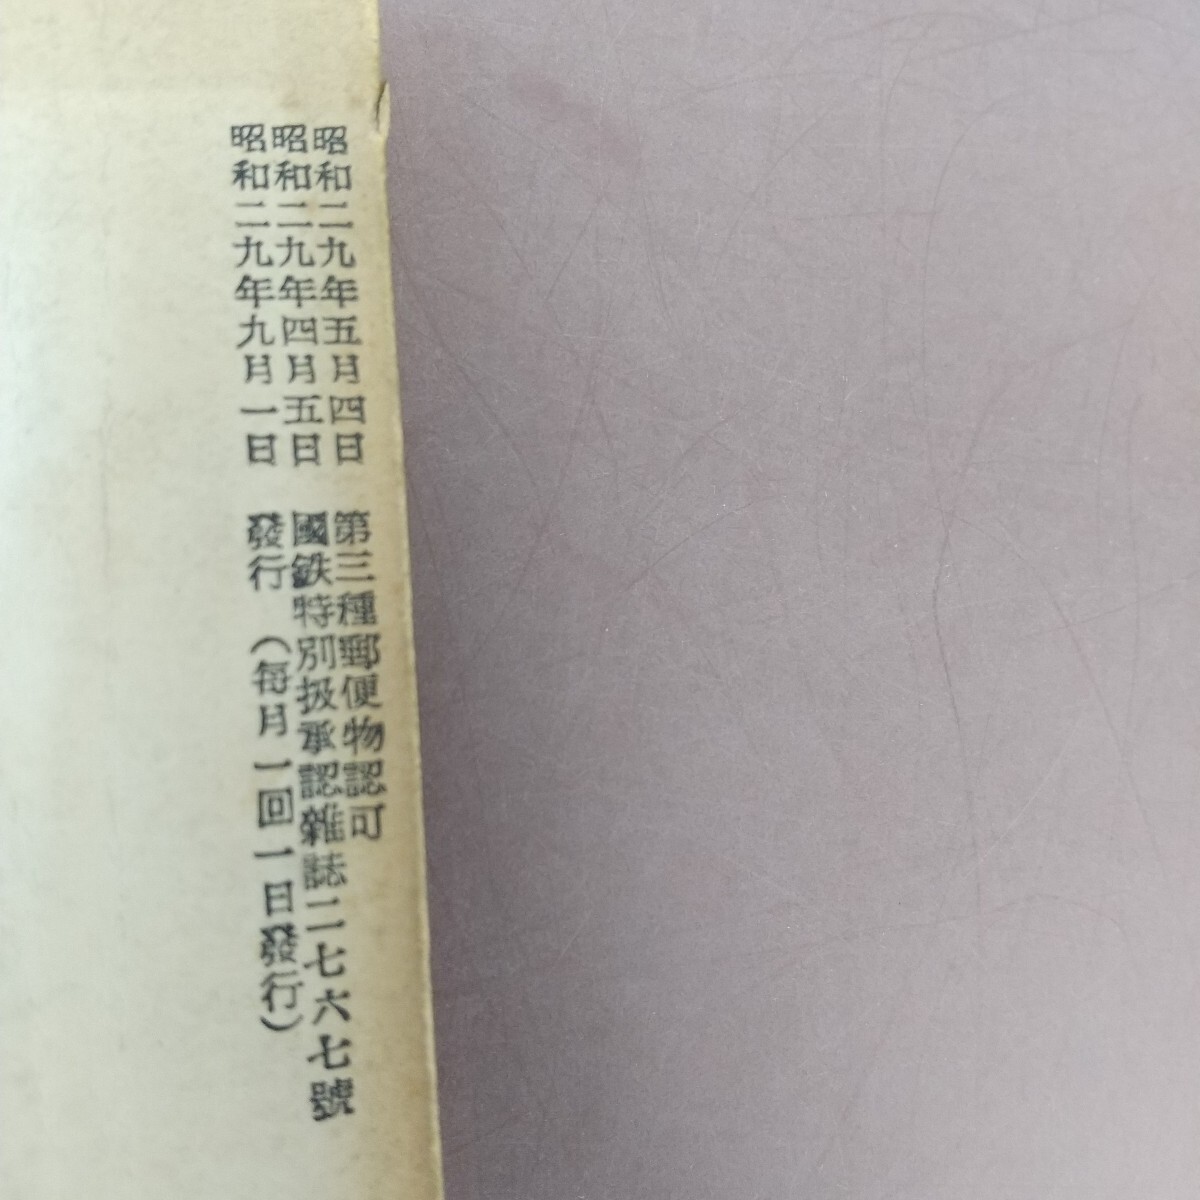 昭和二九年五月四日 第三種郵便物認可
昭和二九年四月五日 國鉄特別扱承認雜誌二七六七號
昭和二九年九月一日 發行 (毎月一回一日發行)